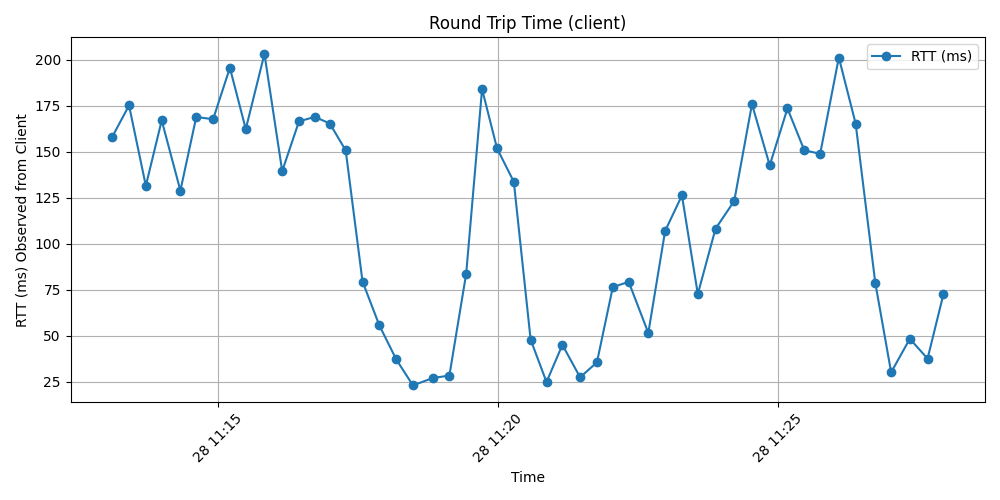 Round Trip Time (client)
RTT (ms)
RTT (ms) Observed from Client
200
175
150
125
100
75
50
25
28 11:15
28 11:20
28 11:25
Time